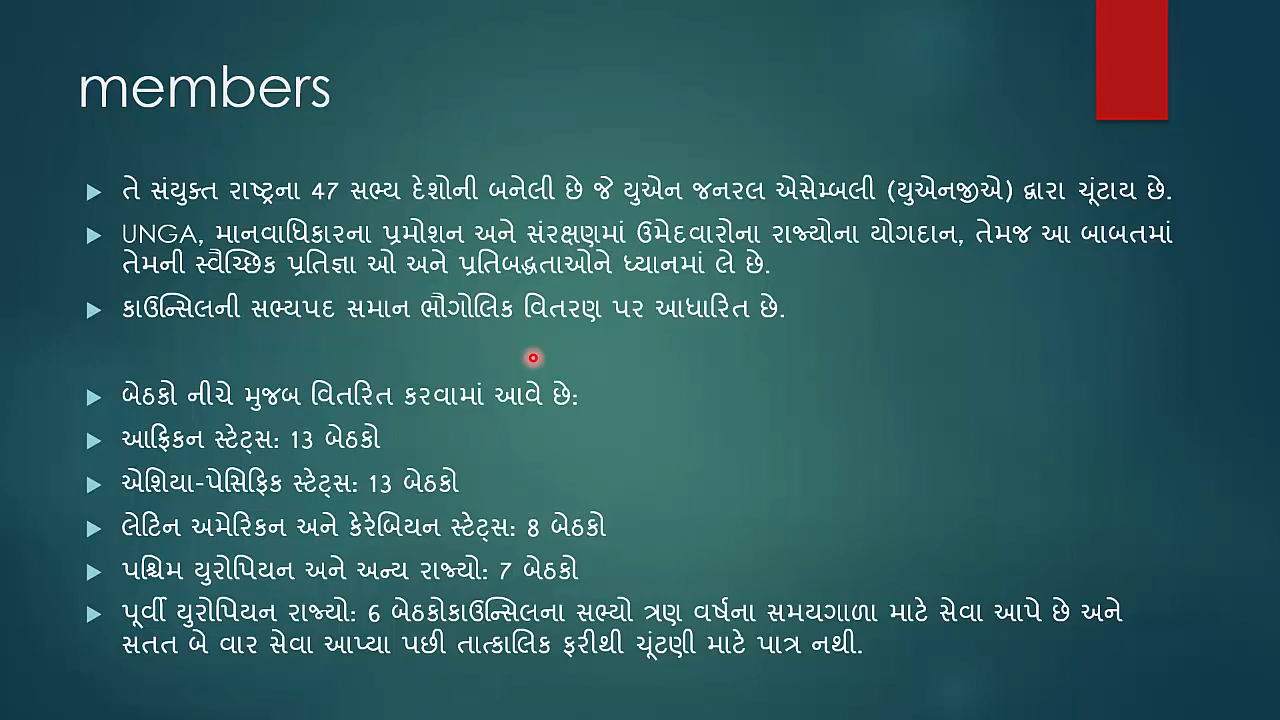 members
તે સંયુક્ત રાષ્ટ્રના 47 સભ્ય દેશોની બનેલી છે જે યુએન જનરલ એસેમ્બલી (યુએનજીએ) દ્વારા ચૂંટાય છે.
UNGA, માનવાધિકારના પ્રમોશન અને સંરક્ષણમાં ઉમેદવારોના રાજ્યોના યોગદાન, તેમજ આ બાબતમાં
તેમની સ્વૈચ્છિક પ્રતિજ્ઞા ઓ અને પ્રતિબદ્ધતાઓને ધ્યાનમાં લે છે.
કાઉન્સિલની સભ્યપદ સમાન ભૌગોલિક વિતરણ પર આધારિત છે.
બેઠકો નીચે મુજબ વિતરિત કરવામાં આવે છે:
આફ્રિકન સ્ટેટ્સ: 13 બેઠકો
એશિયા-પેસિફિક સ્ટેટ્સ: 13 બેઠકો
લેટિન અમેરિકન અને કેરેબિયન સ્ટેટ્સ: 8 બેઠકો
પશ્ચિમ યુરોપિયન અને અન્ય રાજ્યો: 7 બેઠકો
પૂર્વી યુરોપિયન રાજ્યો: 6 બેઠકોકાઉન્સિલના સભ્યો ત્રણ વર્ષના સમયગાળા માટે સેવા આપે છે અને
સતત બે વાર સેવા આપ્યા પછી તાત્કાલિક ફરીથી ચૂંટણી માટે પાત્ર નથી.